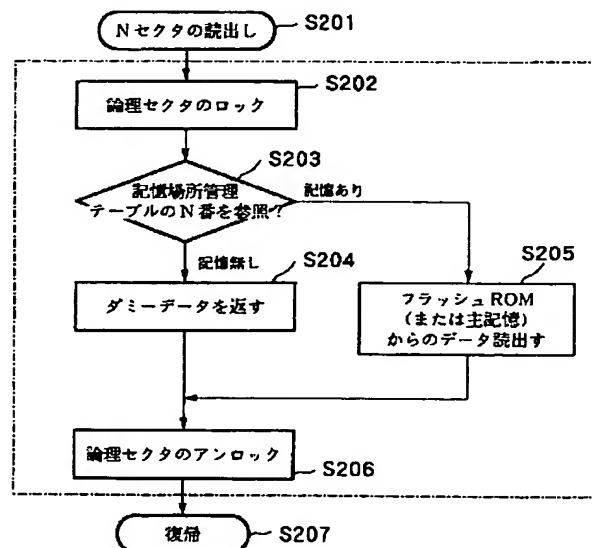 Nセクタの読出し
S201
S202
論理セクタのロック
S203
記憶場所管理
テーブルのN番を参照?
記憶あり
記憶無し
S204
S205
ダミーデータを返す
フラッシュROM
(または主記憶)
からのデータ読出す
論理セクタのアンロック
S206
復帰
S207